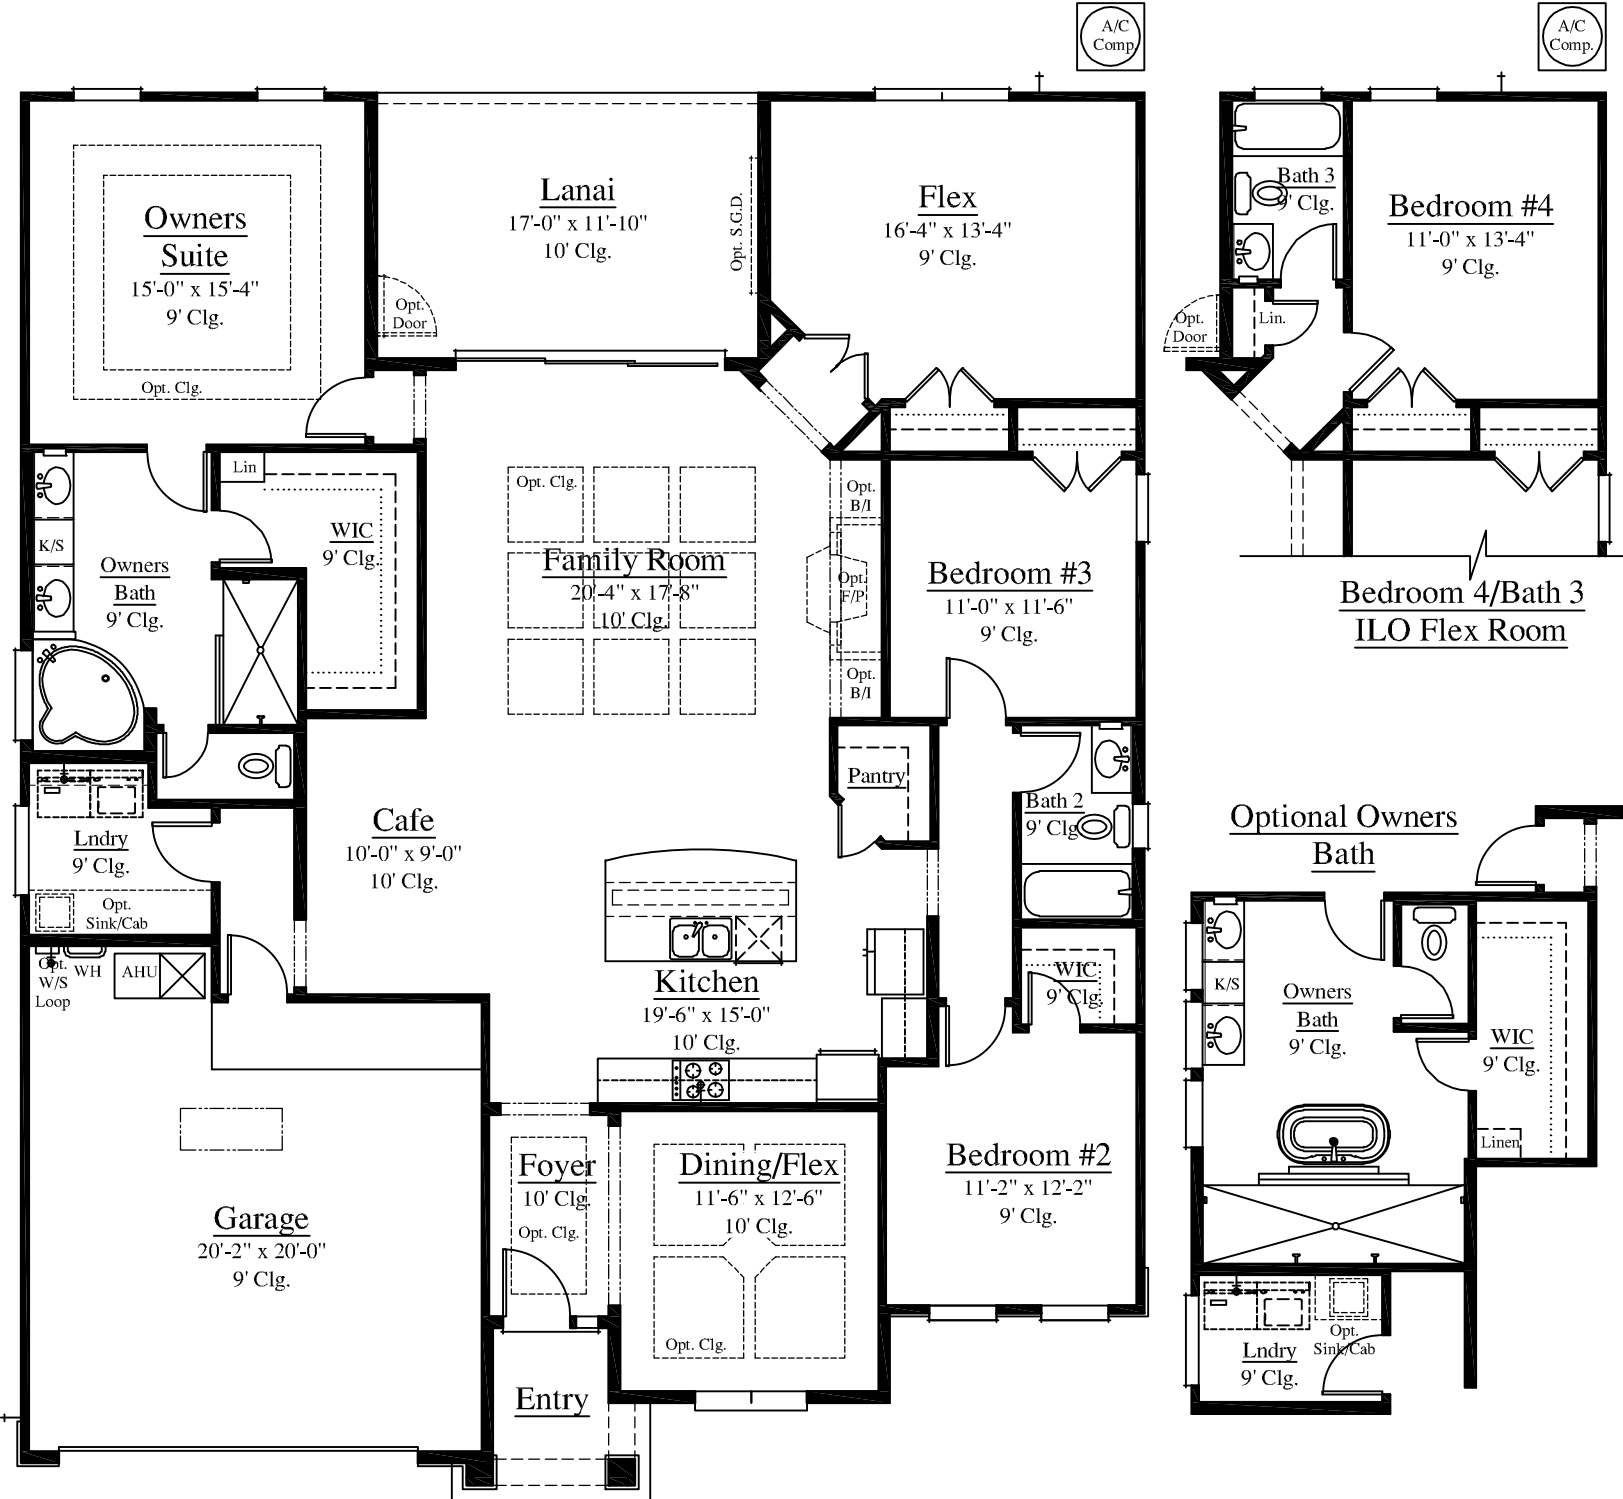 A/C
Comp.
A/C
Comp.
Owners
Suite
15'-0" x 15'-4"
9' Clg.
Opt. Clg.
Lanai
17'-0" x 11'-10"
10' Clg.
Opt.
Door
Opt. S.G.D.
Flex
16'-4" x 13'-4"
9' Clg.
Bath 3
9' Clg.
Bedroom #4
11'-0" x 13'-4"
9' Clg.
Opt.
Door
Lin.
Bedroom 4/Bath 3
ILO Flex Room
Lin
WIC
9' Clg.
K/S
Owners
Bath
9' Clg.
Opt. Clg.
Family Room
20'-4" x 17'-8"
10' Clg.
Opt.
B/I
Opt.
F/P
Opt.
B/I
Bedroom #3
11'-0" x 11'-6"
9' Clg.
Pantry
Bath 2
9' Clg.
Cafe
10'-0" x 9'-0"
10' Clg.
Lndry
9' Clg.
Opt.
Sink/Cab
Opt.
W/S
Loop
WH
AHU
Kitchen
19'-6" x 15'-0"
10' Clg.
WIC
9' Clg.
Bedroom #2
11'-2" x 12'-2"
9' Clg.
Foyer
10' Clg.
Opt. Clg.
Dining/Flex
11'-6" x 12'-6"
10' Clg.
Opt. Clg.
Garage
20'-2" x 20'-0"
9' Clg.
Entry
Optional Owners
Bath
K/S
Owners
Bath
9' Clg.
WIC
9' Clg.
Linen
Opt.
Sink/Cab
Lndry
9' Clg.